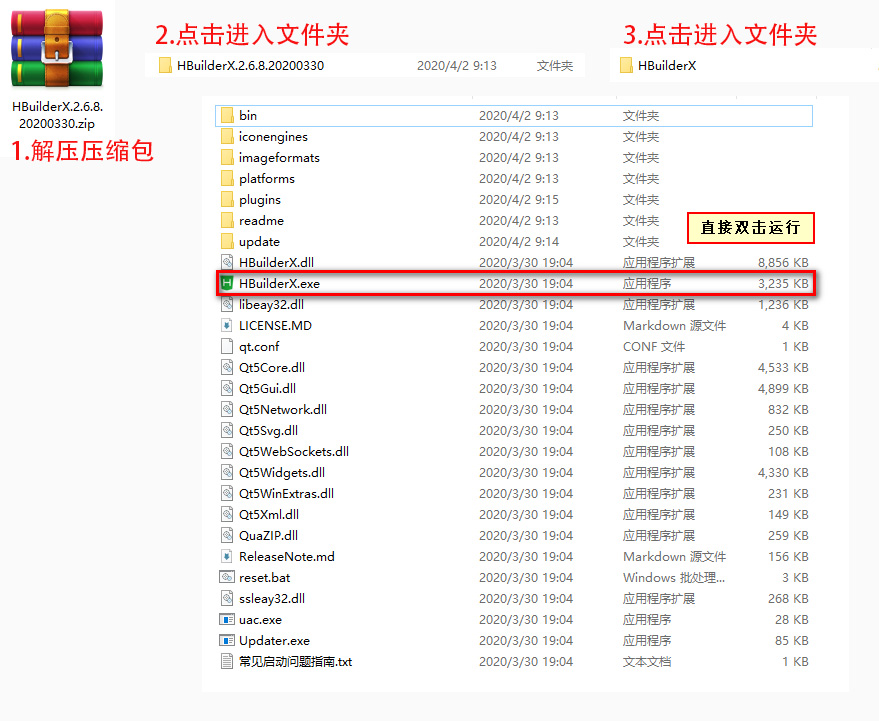 2.点击进入文件夹
3.点击进入文件夹
HBuilderX.2.6.8.20200330 2020/4/2 9:13 文件夹
HBuilderX
HBuilderX.2.6.8.
20200330.zip
1.解压压缩包
bin 2020/4/2 9:13 文件夹
iconengines 2020/4/2 9:13 文件夹
imageformats 2020/4/2 9:13 文件夹
platforms 2020/4/2 9:13 文件夹
plugins 2020/4/2 9:15 文件夹
readme 2020/4/2 9:13 文件夹
直接双击运行
update 2020/4/2 9:14 文件夹
HBuilderX.dll 2020/3/30 19:04 应用程序扩展 8,856 KB
HBuilderX.exe 2020/3/30 19:04 应用程序 3,235 KB
libeay32.dll 2020/3/30 19:04 应用程序扩展 1,236 KB
LICENSE.MD 2020/3/30 19:04 Markdown 源文件 4 KB
qt.conf 2020/3/30 19:04 CONF 文件 1 KB
Qt5Core.dll 2020/3/30 19:04 应用程序扩展 4,533 KB
Qt5Gui.dll 2020/3/30 19:04 应用程序扩展 4,899 KB
Qt5Network.dll 2020/3/30 19:04 应用程序扩展 832 KB
Qt5Svg.dll 2020/3/30 19:04 应用程序扩展 250 KB
Qt5WebSockets.dll 2020/3/30 19:04 应用程序扩展 108 KB
Qt5Widgets.dll 2020/3/30 19:04 应用程序扩展 4,330 KB
Qt5WinExtras.dll 2020/3/30 19:04 应用程序扩展 231 KB
Qt5Xml.dll 2020/3/30 19:04 应用程序扩展 149 KB
QuaZIP.dll 2020/3/30 19:04 应用程序扩展 259 KB
ReleaseNote.md 2020/3/30 19:04 Markdown 源文件 156 KB
reset.bat 2020/3/30 19:04 Windows 批处理... 3 KB
ssleay32.dll 2020/3/30 19:04 应用程序扩展 268 KB
uac.exe 2020/3/30 19:04 应用程序 28 KB
Updater.exe 2020/3/30 19:04 应用程序 85 KB
常见启动问题指南.txt 2020/3/30 19:04 文本文档 1 KB